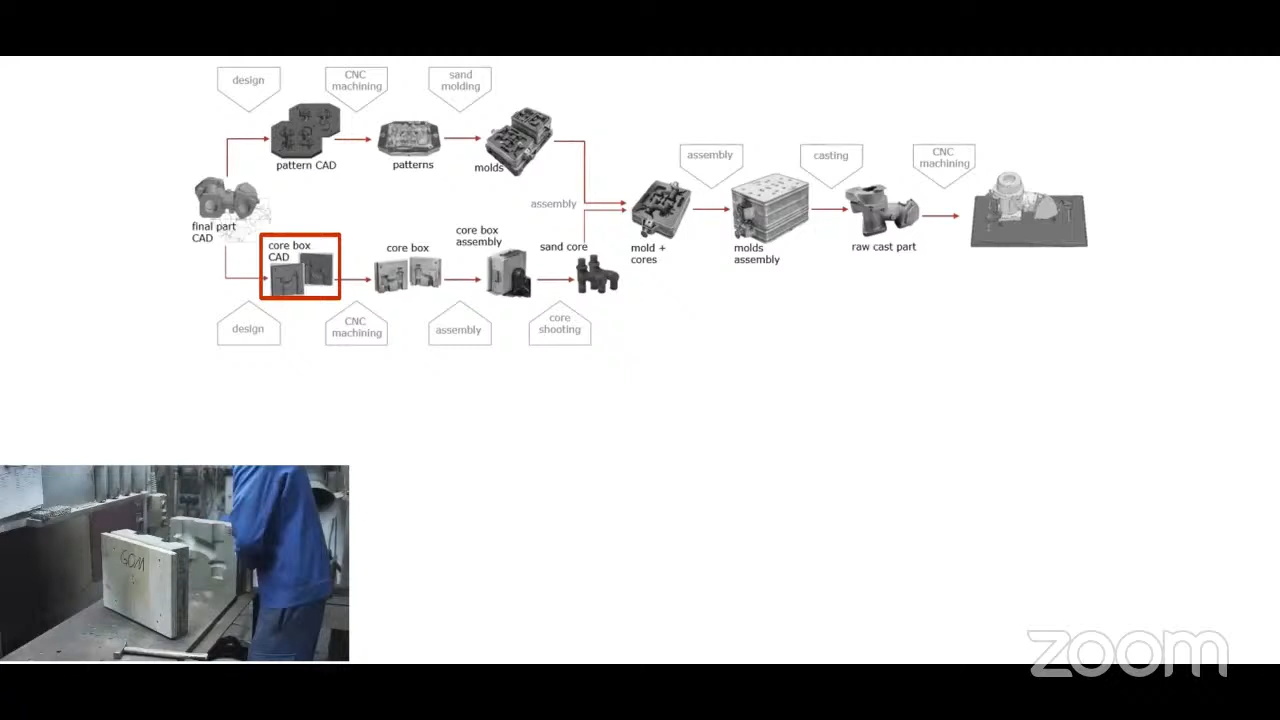 design
CNC
machining
sand
molding
pattern CAD
patterns
molds
final part
CAD
assembly
core box
CAD
core box
core box
assembly
sand core
design
CNC
machining
assembly
core
shooting
mold +
cores
assembly
molds
assembly
casting
raw cast part
CNC
machining
GOM
zoom